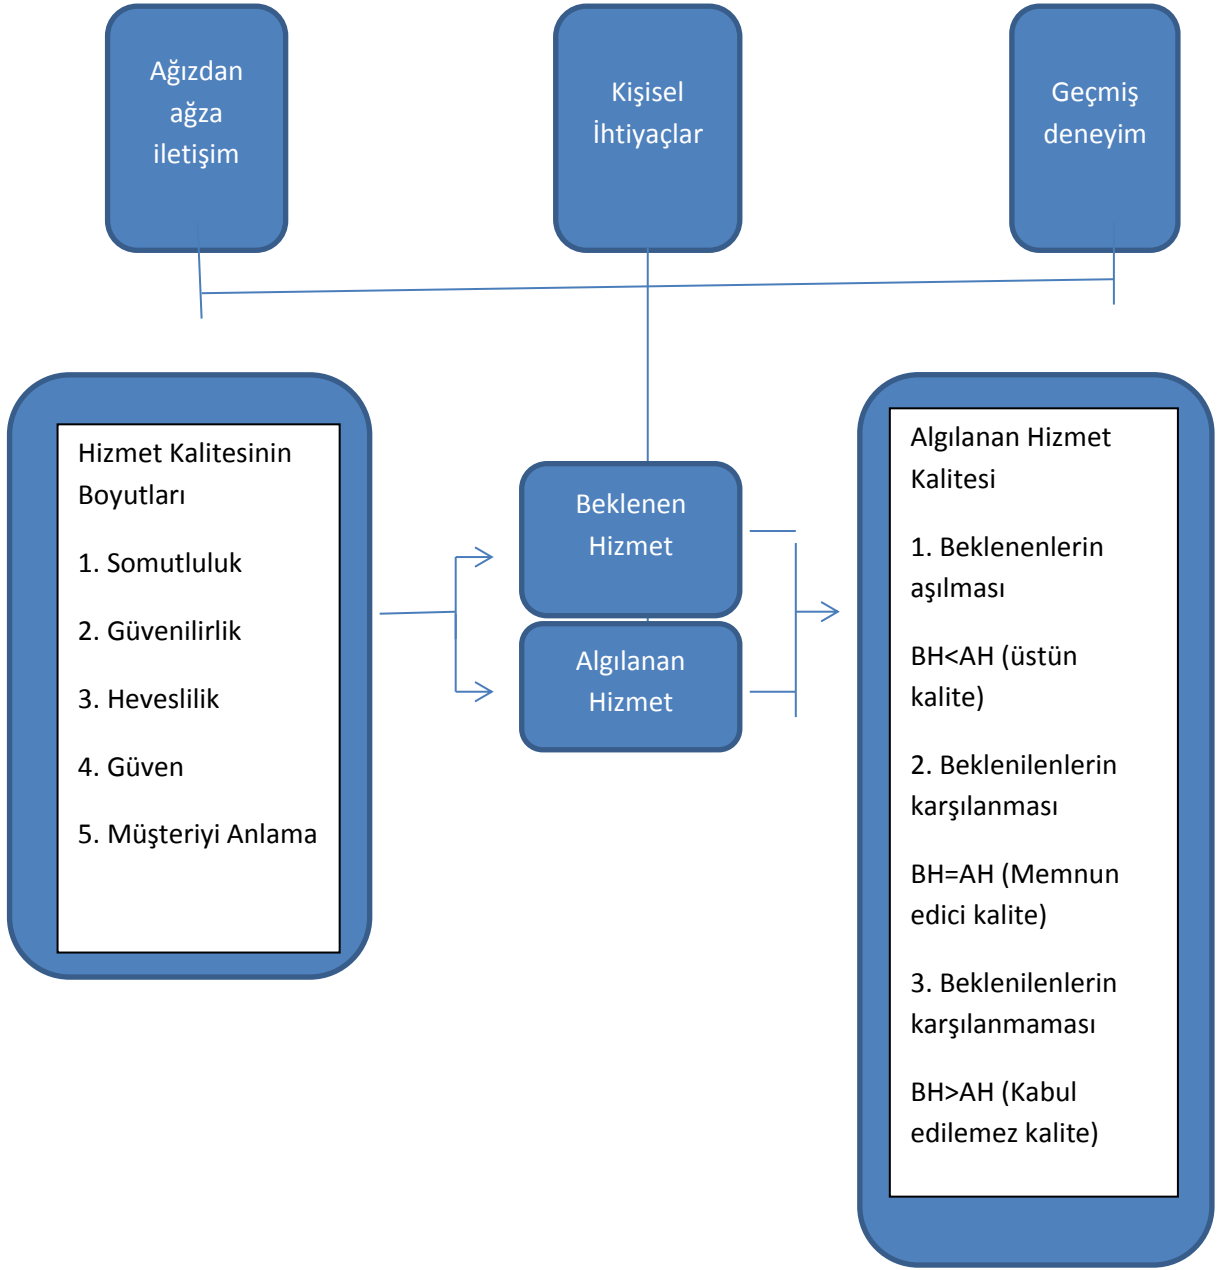 Ağızdan
ağza
iletişim
Kişisel
İhtiyaçlar
Geçmiş
deneyim
Hizmet Kalitesinin
Boyutları
1. Somutluluk
2. Güvenilirlik
3. Heveslilik
4. Güven
5. Müşteriyi Anlama
Beklenen
Hizmet
Algılanan
Hizmet
Algılanan Hizmet
Kalitesi
1. Beklenenlerin
aşılması
BH<AH (üstün
kalite)
2. Beklenilenlerin
karşılanması
BH=AH (Memnun
edici kalite)
3. Beklenilenlerin
karşılanmaması
BH>AH (Kabul
edilemez kalite)